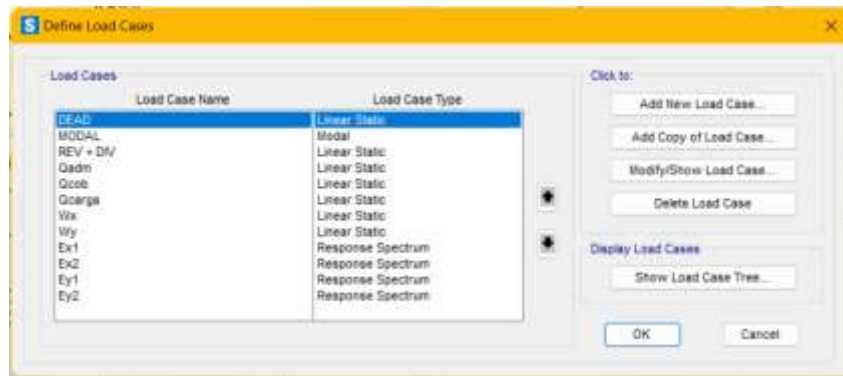 S Define Load Cases
Load Cases
Click to:
Load Case Name Load Case Type
DEAD Linear Static
MODAL Modal
REV + DIV Linear Static
Qadm Linear Static
Qcob Linear Static
Qcarga Linear Static
Wx Linear Static
Wy Linear Static
Ex1 Response Spectrum
Ex2 Response Spectrum
Ey1 Response Spectrum
Ey2 Response Spectrum
Add New Load Case...
Add Copy of Load Case...
Modify/Show Load Case...
Delete Load Case
Display Load Cases
Show Load Case Tree...
OK Cancel